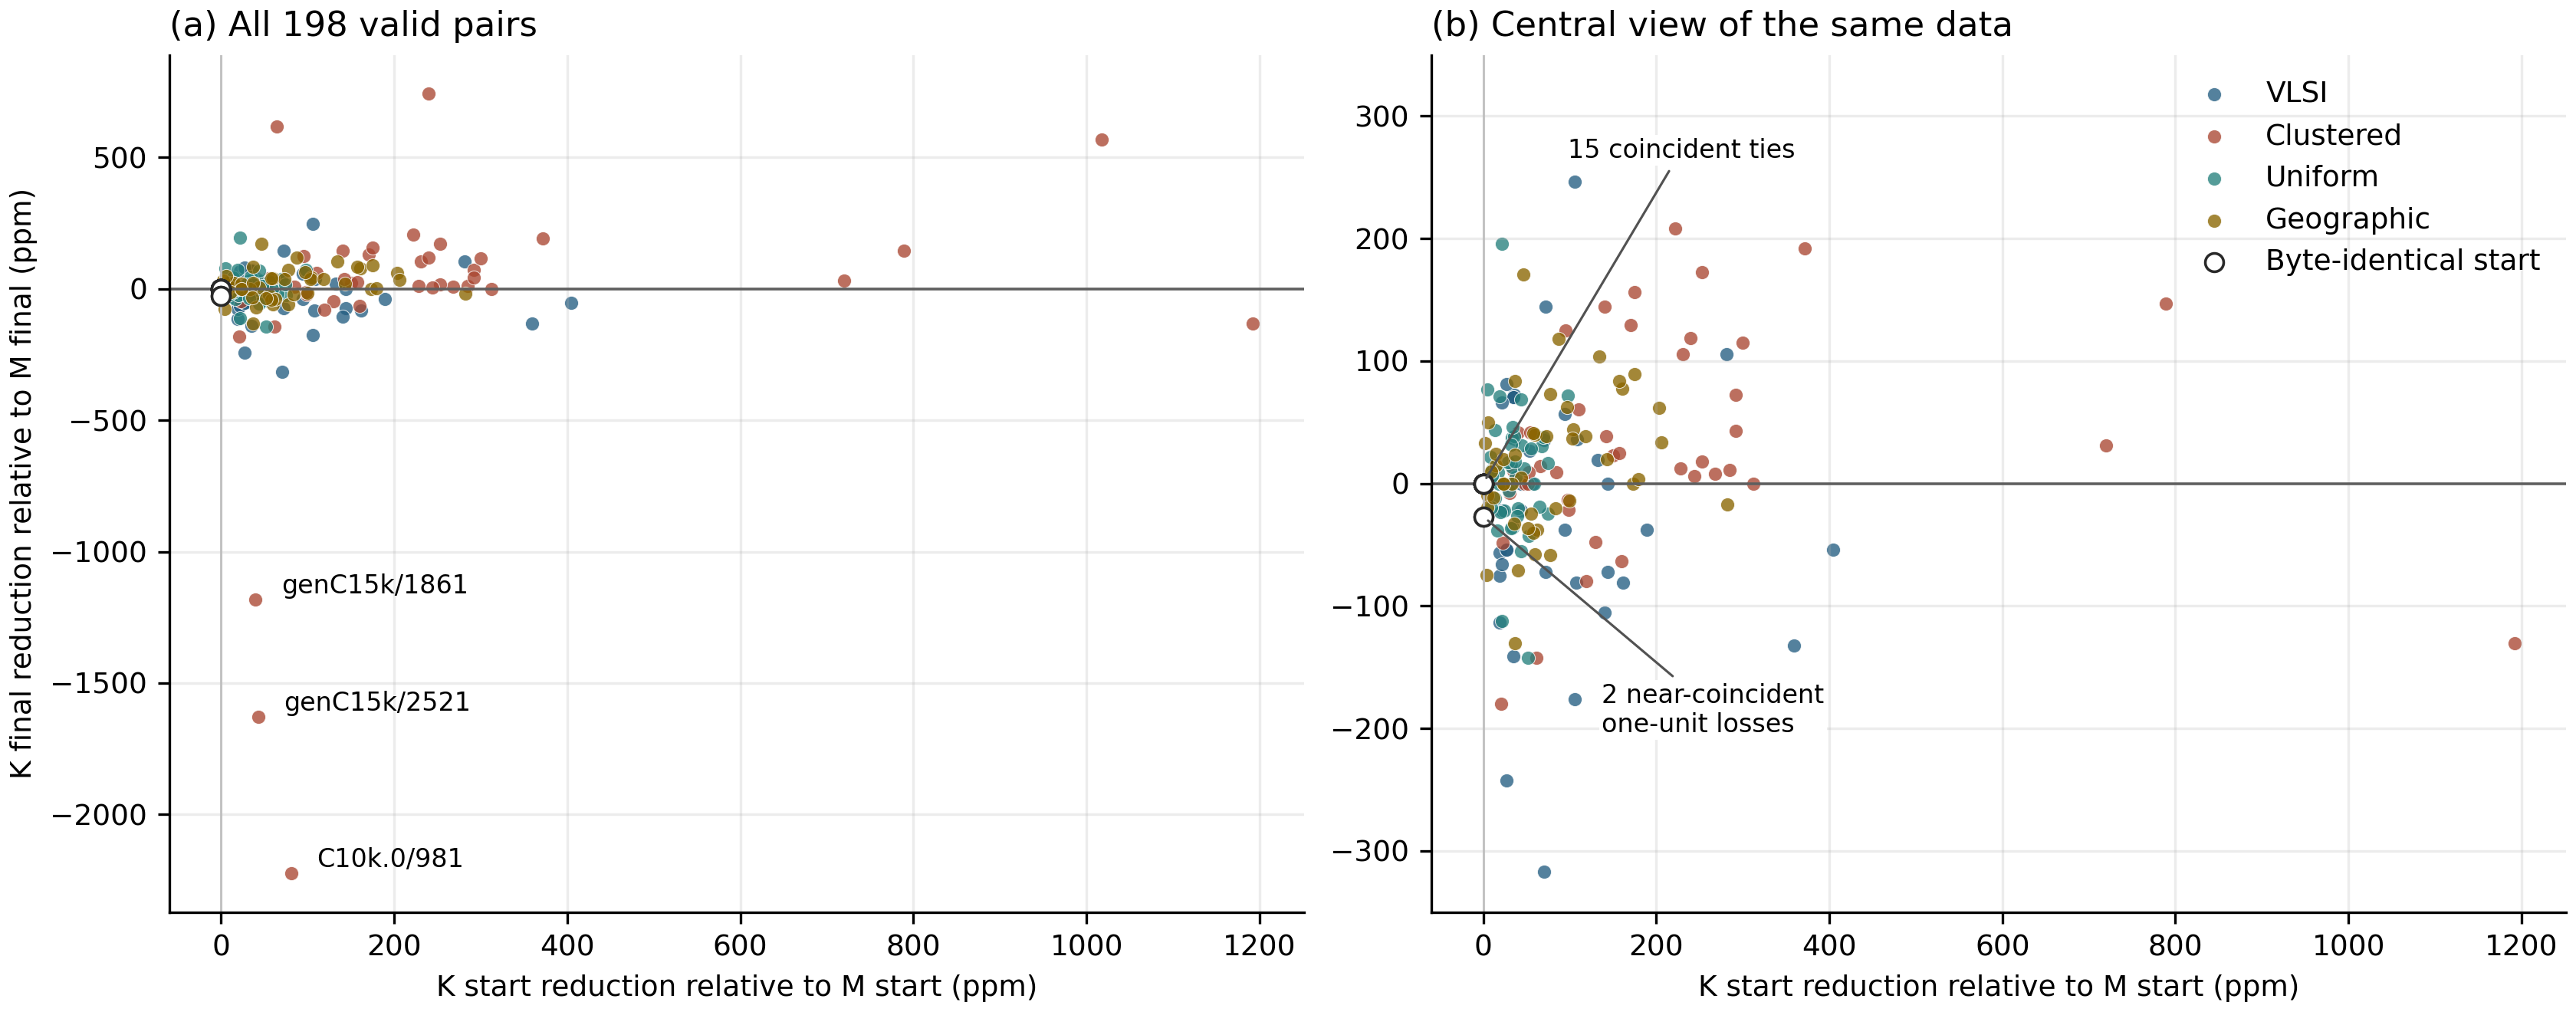 (a) All 198 valid pairs
K final reduction relative to M final (ppm)
500
0
−500
−1000
−1500
−2000
genC15k/1861
genC15k/2521
C10k.0/981
0 200 400 600 800 1000 1200
K start reduction relative to M start (ppm)
(b) Central view of the same data
300
200
100
0
−100
−200
−300
15 coincident ties
2 near-coincident
one-unit losses
VLSI
Clustered
Uniform
Geographic
Byte-identical start
0 200 400 600 800 1000 1200
K start reduction relative to M start (ppm)